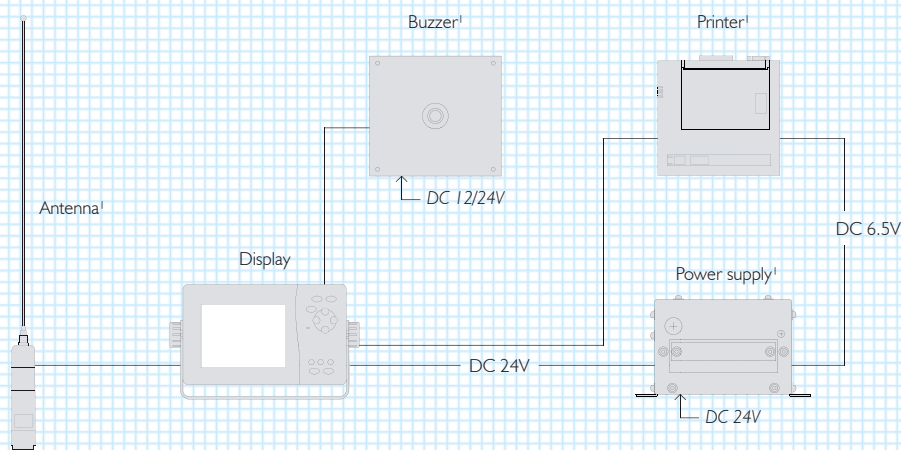 Buzzer¹
Printer¹
DC 12/24V
Antenna¹
DC 6.5V
Display
Power supply¹
DC 24V
DC 24V